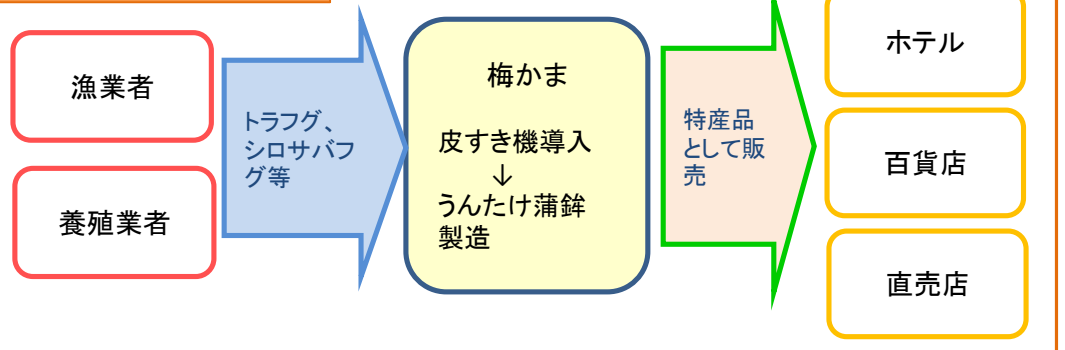 漁業者
養殖業者
トラフグ、
シロサバフ
グ等
梅かま
皮すき機導入
↓
うんたけ蒲鉾
製造
特産品
として販
売
ホテル
百貨店
直売店